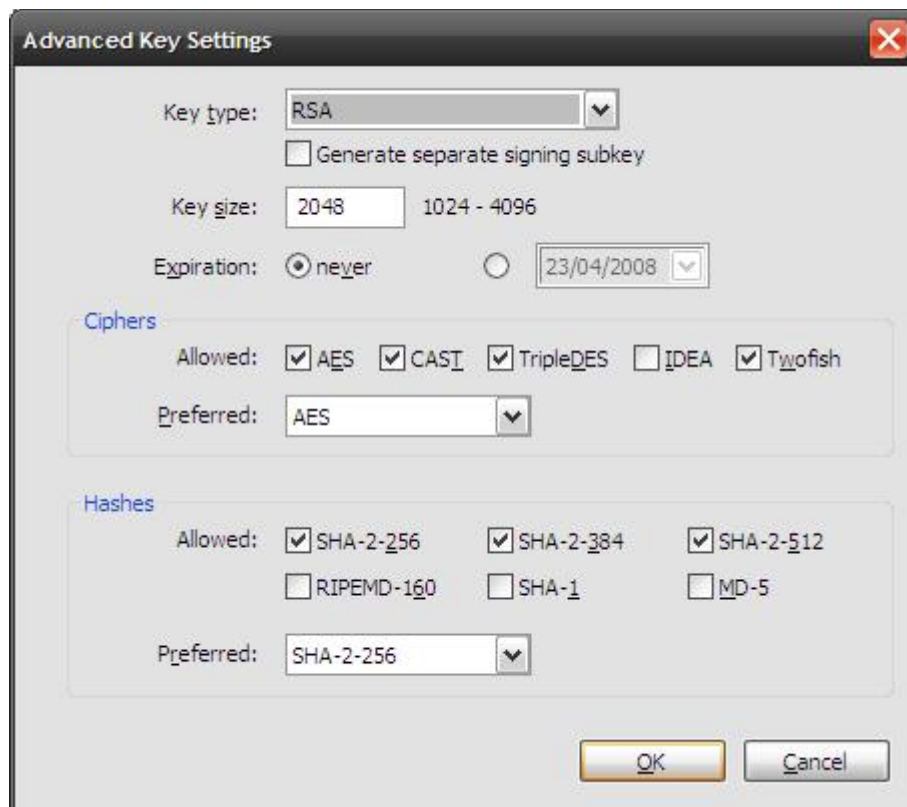 Advanced Key Settings
Key type: RSA
Generate separate signing subkey
Key size: 2048 1024 - 4096
Expiration: never 23/04/2008
Ciphers
Allowed: AES CAST TripleDES IDEA Twofish
Preferred: AES
Hashes
Allowed: SHA-2-256 SHA-2-384 SHA-2-512
RIPEMD-160 SHA-1 MD-5
Preferred: SHA-2-256
OK Cancel